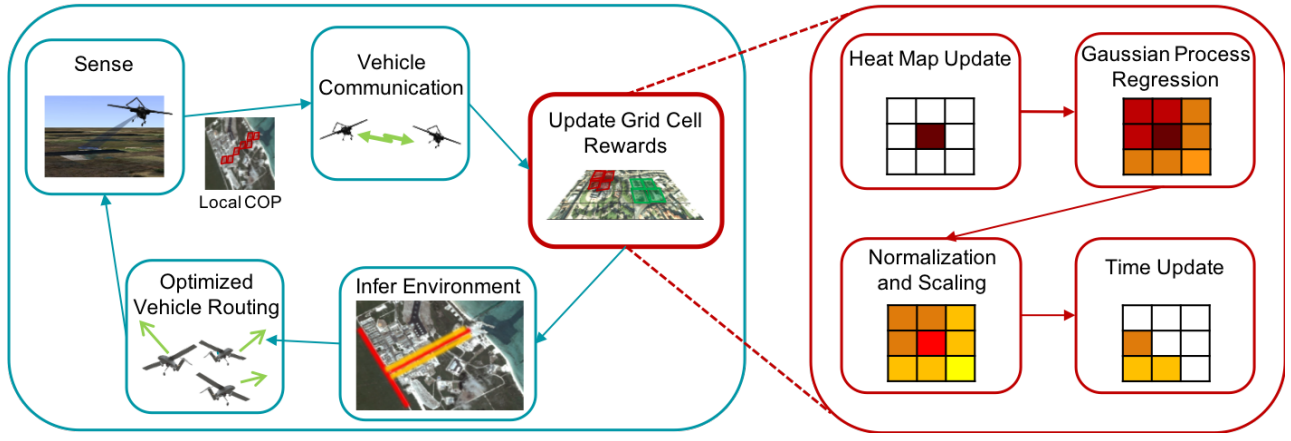 Sense
Local COP
Vehicle
Communication
Update Grid Cell
Rewards
Infer Environment
Optimized
Vehicle Routing
Heat Map Update
Gaussian Process
Regression
Normalization
and Scaling
Time Update